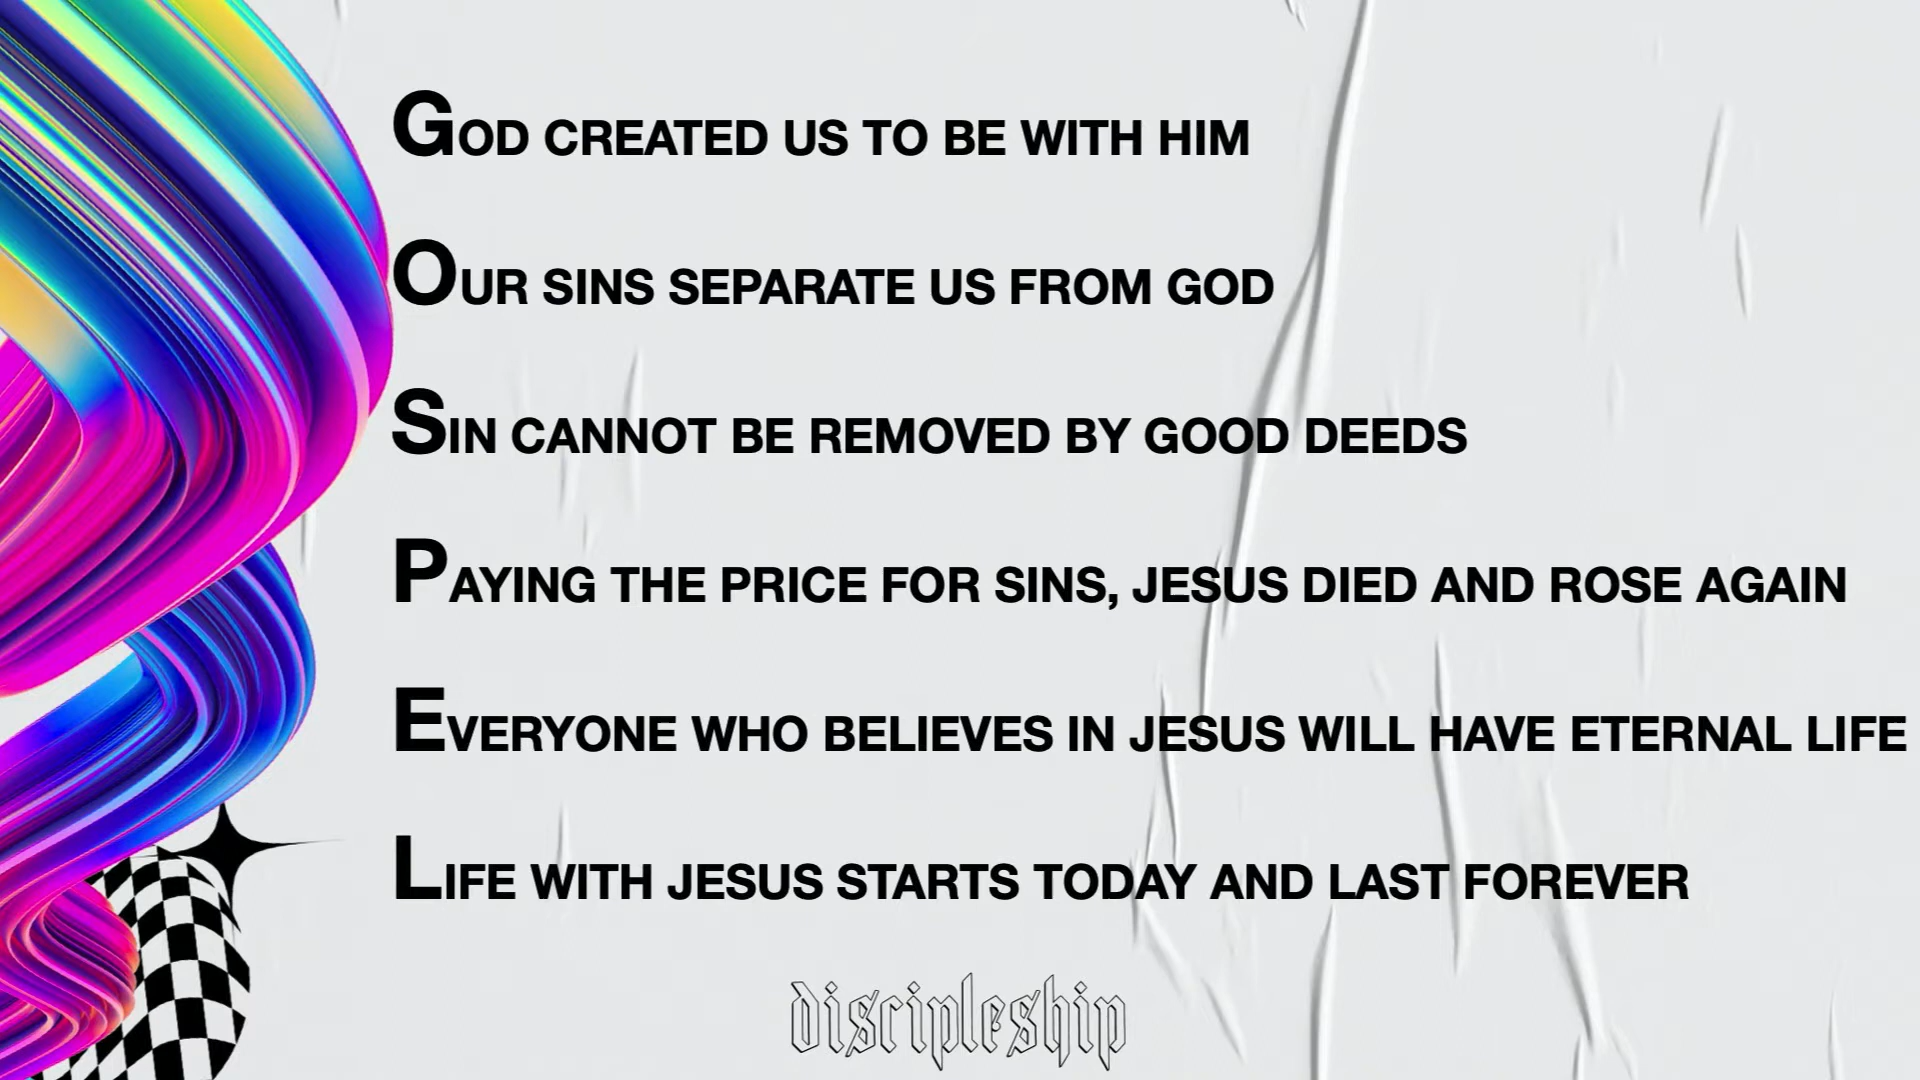 GOD CREATED US TO BE WITH HIM
OUR SINS SEPARATE US FROM GOD
SIN CANNOT BE REMOVED BY GOOD DEEDS
PAYING THE PRICE FOR SINS, JESUS DIED AND ROSE AGAIN
EVERYONE WHO BELIEVES IN JESUS WILL HAVE ETERNAL LIFE
LIFE WITH JESUS STARTS TODAY AND LAST FOREVER
discipleship